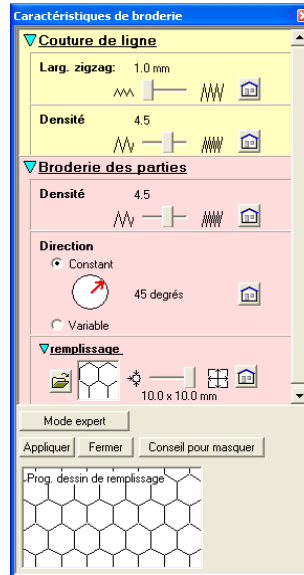 Caractéristiques de broderie
Couture de ligne
Larg. zigzag: 1.0 mm
Densité 4.5
Broderie des parties
Densité 4.5
Direction
Constant
45 degrés
Variable
remplissage
10.0 x 10.0 mm
Mode expert
Appliquer Fermer Conseil pour masquer
Prog. dessin de remplissage